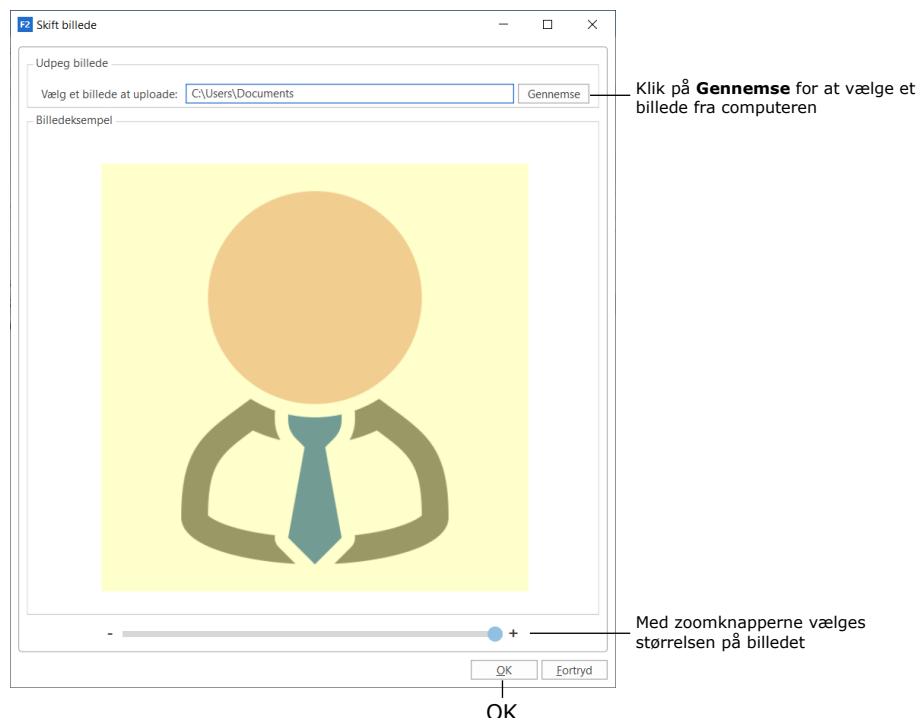 F2 Skift billede
Udpeg billede
Vælg et billede at uploade: C:\Users\Documents Gennemse
Klik på Gennemse for at vælge et
billede fra computeren
Billedeksempel
- +
Med zoomknapperne vælges
størrelsen på billedet
OK Fortryd
OK